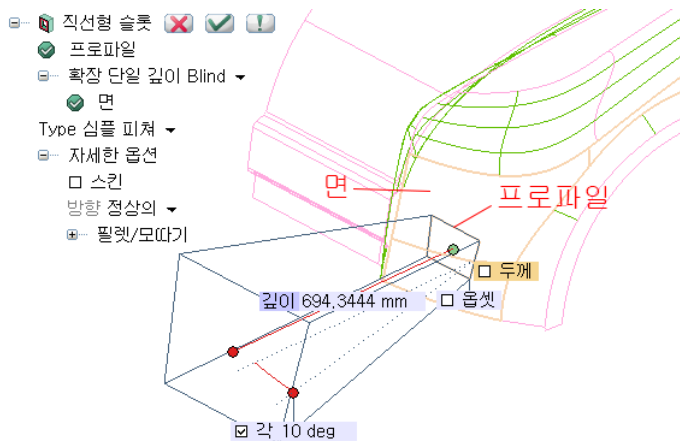 직선형 슬롯
프로파일
확장 단일 깊이 Blind
면
Type 심플 피쳐
자세한 옵션
스킨
방향 정상의
필렛/모따기
면
프로파일
두께
깊이 694,3444 mm
옵셋
각 10 deg